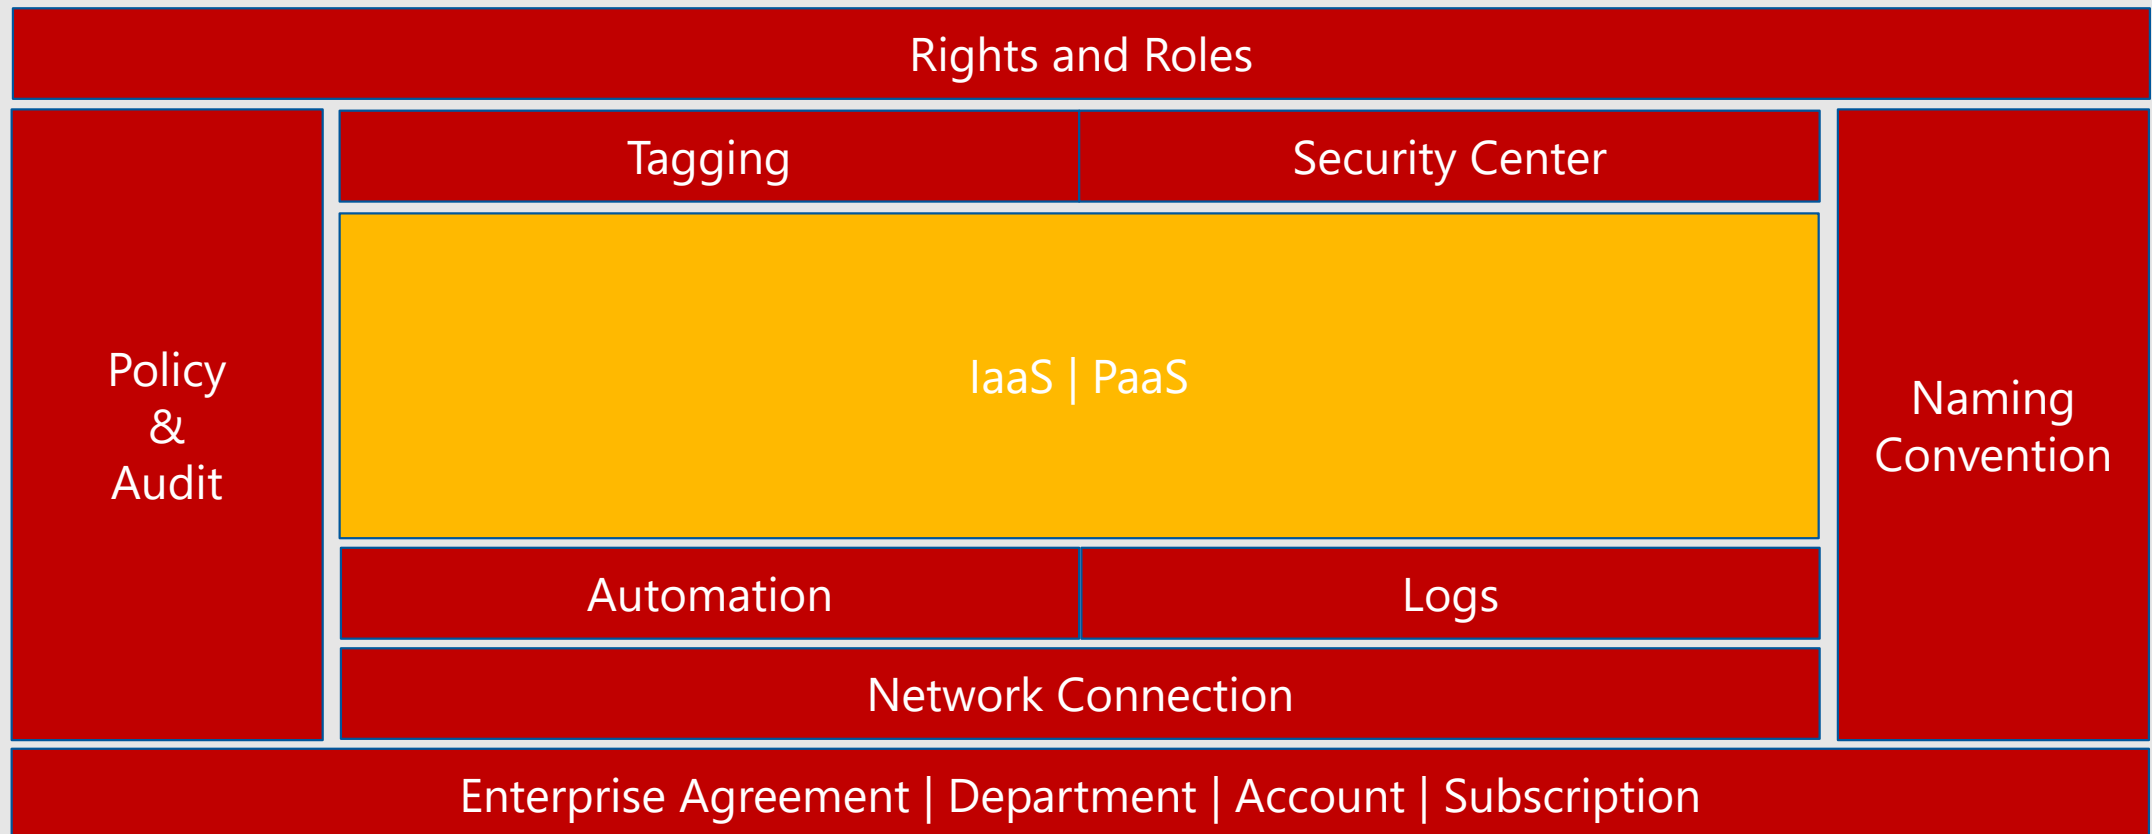 Rights and Roles
Tagging
Security Center
Policy
&
Audit
IaaS | PaaS
Naming
Convention
Automation
Logs
Network Connection
Enterprise Agreement | Department | Account | Subscription